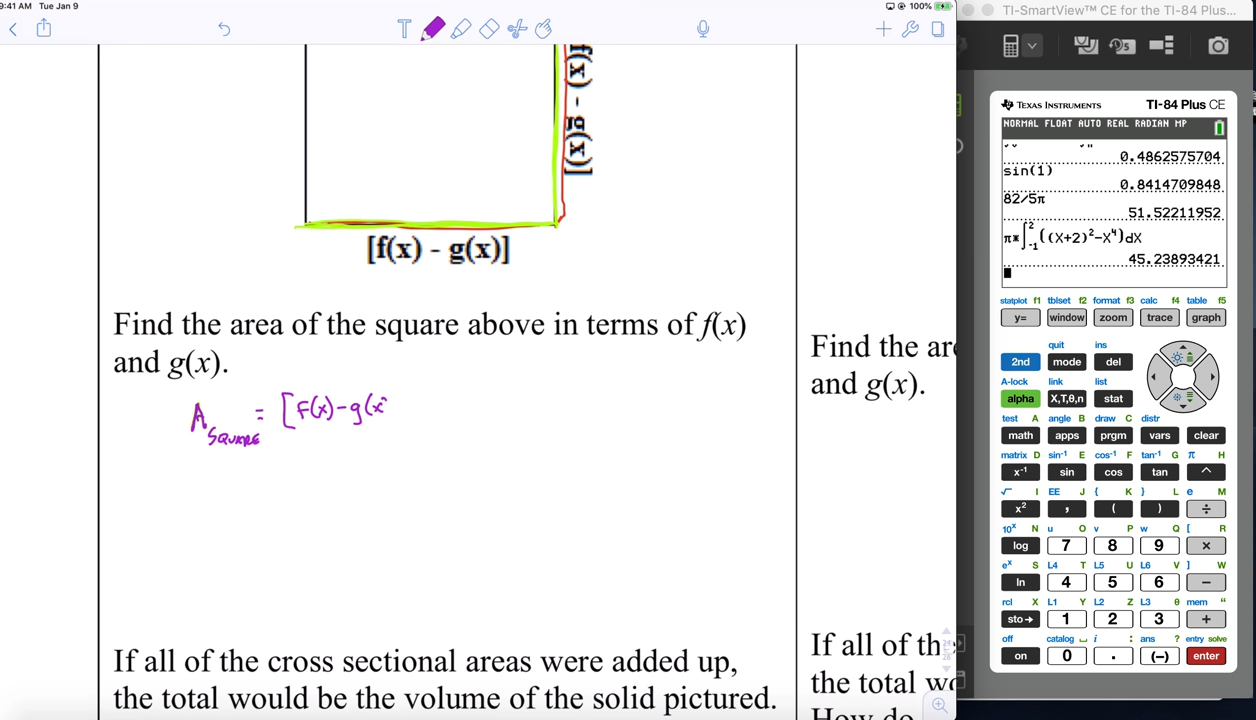 9:41 AM Tue Jan 9
100%
TI-SmartView™ CE for the TI-84 Plus...
[f(x) - g(x)]
f(x) - g(x)]
Find the area of the square above in terms of f(x)
and g(x).
A SQUARE = [F(x)-g(x)
If all of the cross sectional areas were added up,
the total would be the volume of the solid pictured.
Find the are
and g(x).
If all of th
the total wo
How do
TEXAS INSTRUMENTS TI-84 Plus CE
NORMAL FLOAT AUTO REAL RADIAN MP
0.4862575704
sin(1)
0.8414709848
82/5π
51.52211952
π*∫₋₁²((X+2)²-X⁴)dX
45.23893421
statplot f1 tblset f2 format f3 calc f4 table f5
y= window zoom trace graph
quit ins
2nd mode del
A-lock link list
alpha X,T,θ,n stat
test A angle B draw C distr
math apps prgm vars clear
matrix D sin⁻¹ E cos⁻¹ F tan⁻¹ G π H
x⁻¹ sin cos tan ^
√ I EE J { K } L e M
x² , ( ) ÷
10ˣ N u O v P w Q [ R
log 7 8 9 ×
eˣ S L4 T L5 U L6 V ] W
ln 4 5 6 −
rcl X L1 Y L2 Z L3 θ mem "
sto→ 1 2 3 +
off catalog ⎵ i : ans ? entry solve
on 0 . (−) enter